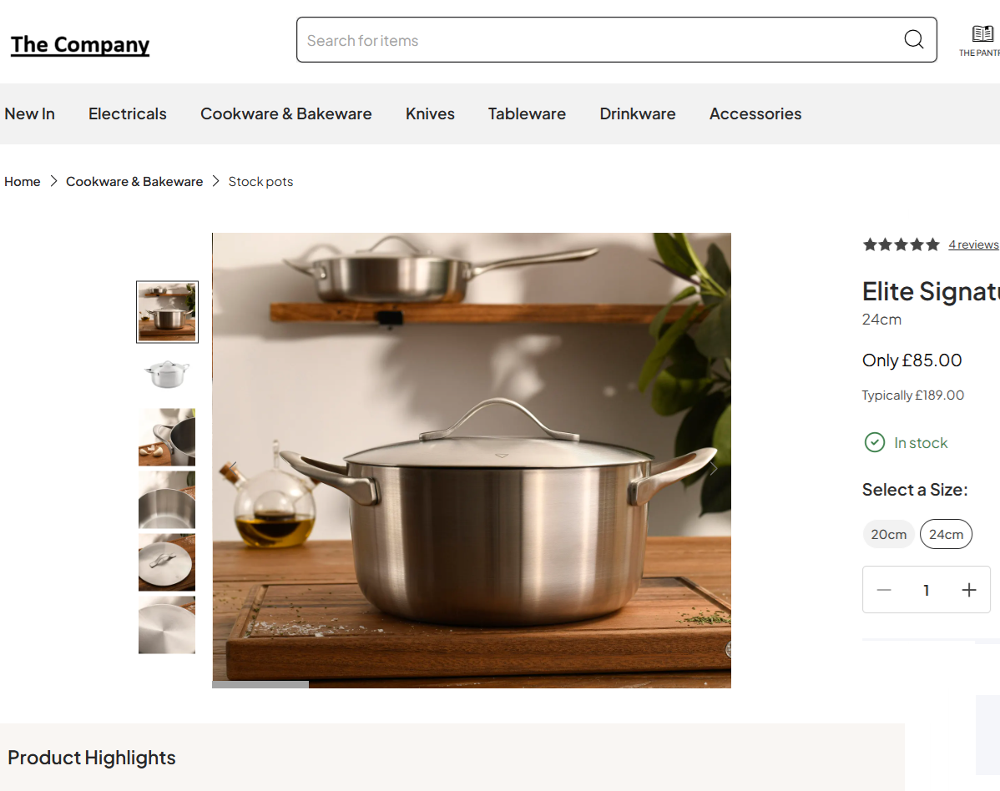 The Company
Search for items
New In Electricals Cookware & Bakeware Knives Tableware Drinkware Accessories
Home Cookware & Bakeware Stock pots
4 reviews
Elite
24cm
Only £85.00
Typically £189.00
In stock
Select a Size:
20cm 24cm
1
Product Highlights
THE